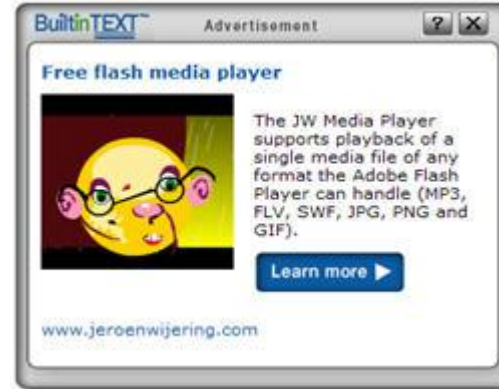 BuiltinTEXT™ Advertisement ? X
Free flash media player
The JW Media Player
supports playback of a
single media file of any
format the Adobe Flash
Player can handle (MP3,
FLV, SWF, JPG, PNG and
GIF).
Learn more
www.jeroenwijering.com